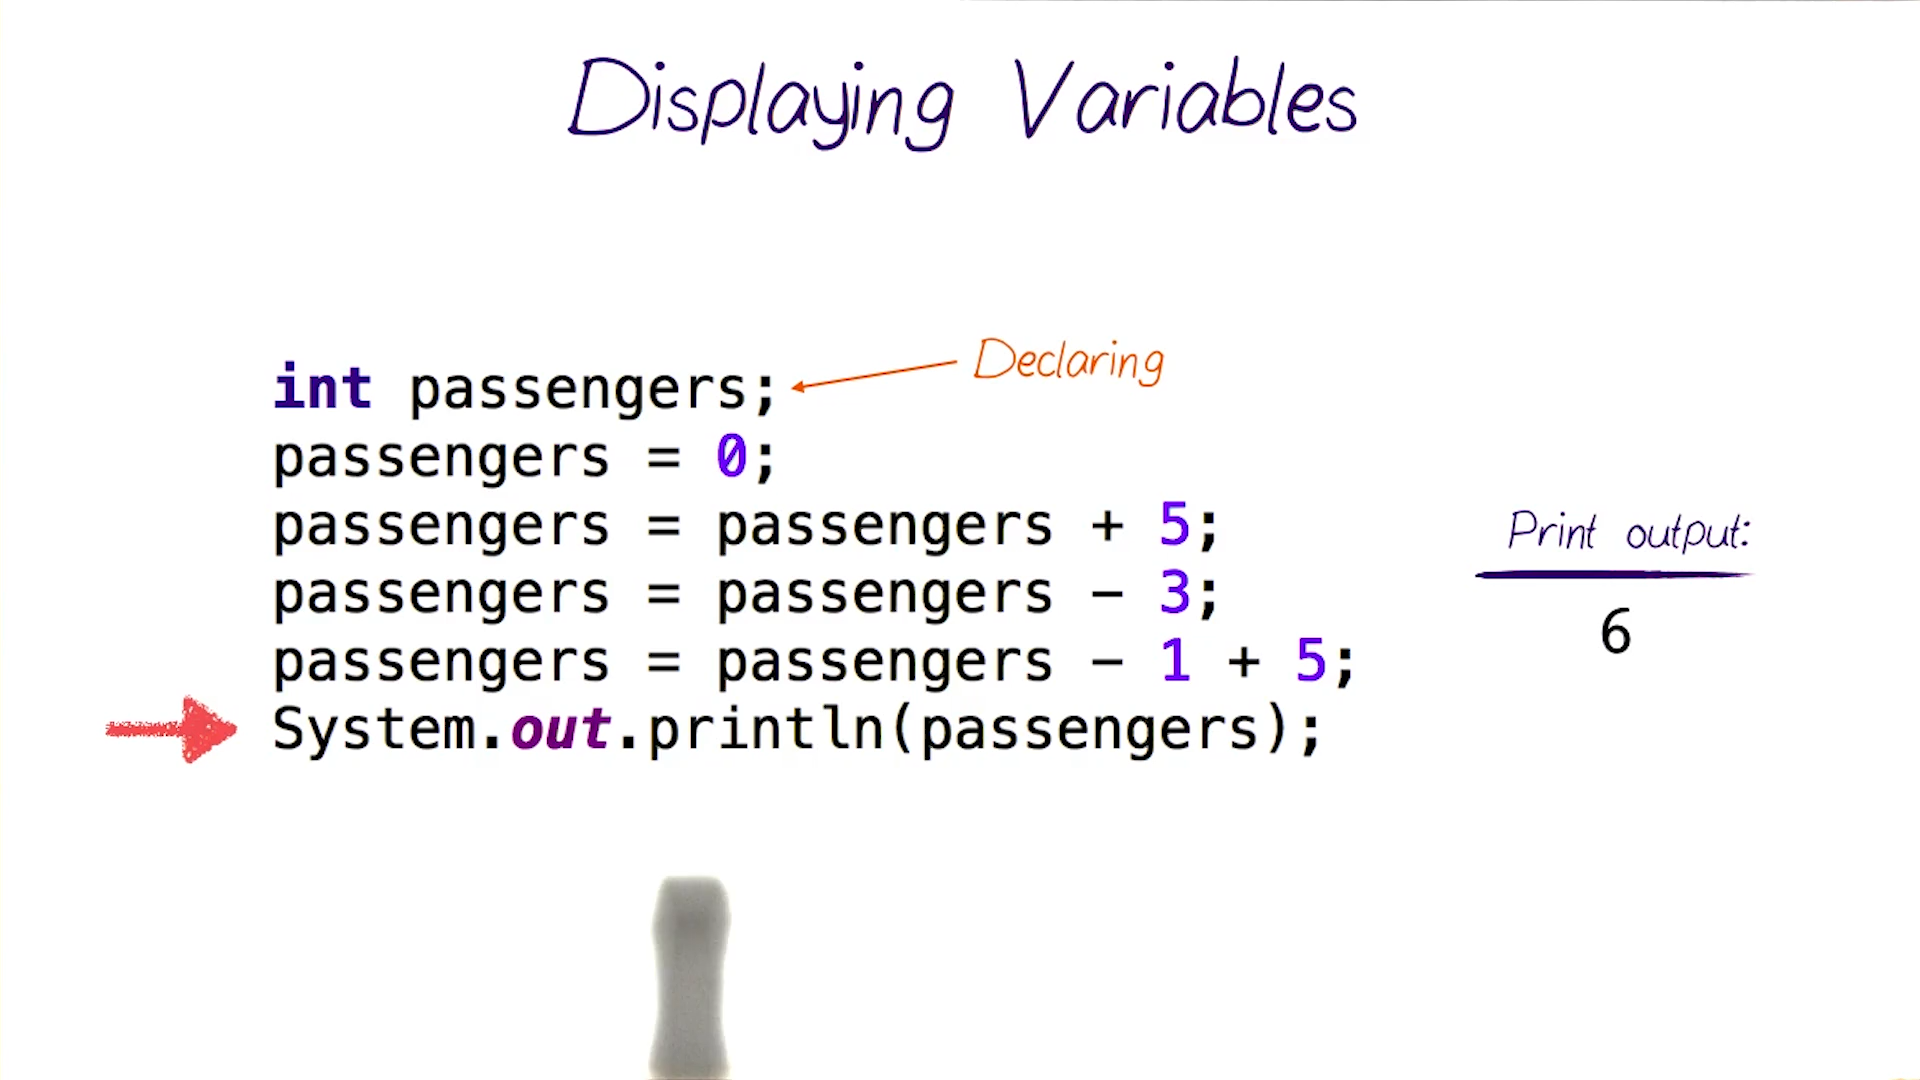 Displaying Variables
int passengers;
Declaring
passengers = 0;
passengers = passengers + 5;
passengers = passengers - 3;
passengers = passengers - 1 + 5;
System.out.println(passengers);
Print output:
6